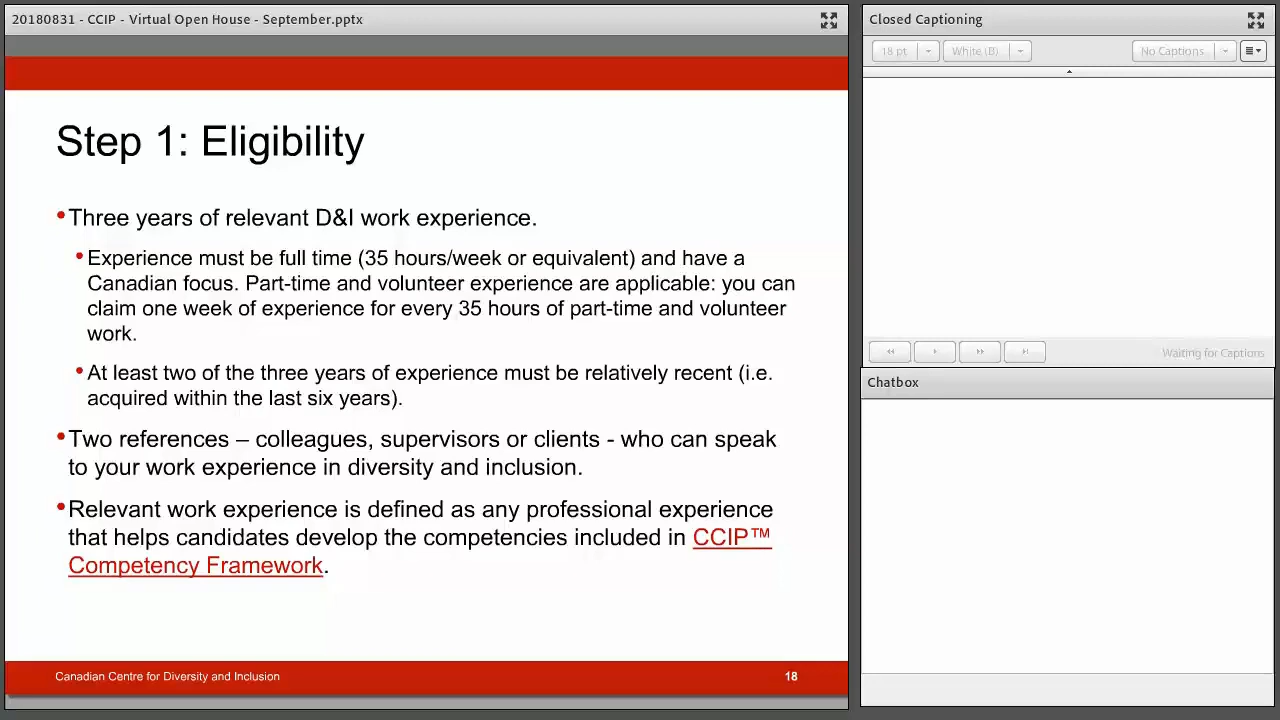 20180831 - CCIP - Virtual Open House - September.pptx
Step 1: Eligibility
•Three years of relevant D&I work experience.
•Experience must be full time (35 hours/week or equivalent) and have a
Canadian focus. Part-time and volunteer experience are applicable: you can
claim one week of experience for every 35 hours of part-time and volunteer
work.
•At least two of the three years of experience must be relatively recent (i.e.
acquired within the last six years).
•Two references – colleagues, supervisors or clients - who can speak
to your work experience in diversity and inclusion.
•Relevant work experience is defined as any professional experience
that helps candidates develop the competencies included in CCIP™
Competency Framework.
Canadian Centre for Diversity and Inclusion
18
Closed Captioning
18 pt
White (B)
No Captions
Waiting for Captions
Chatbox